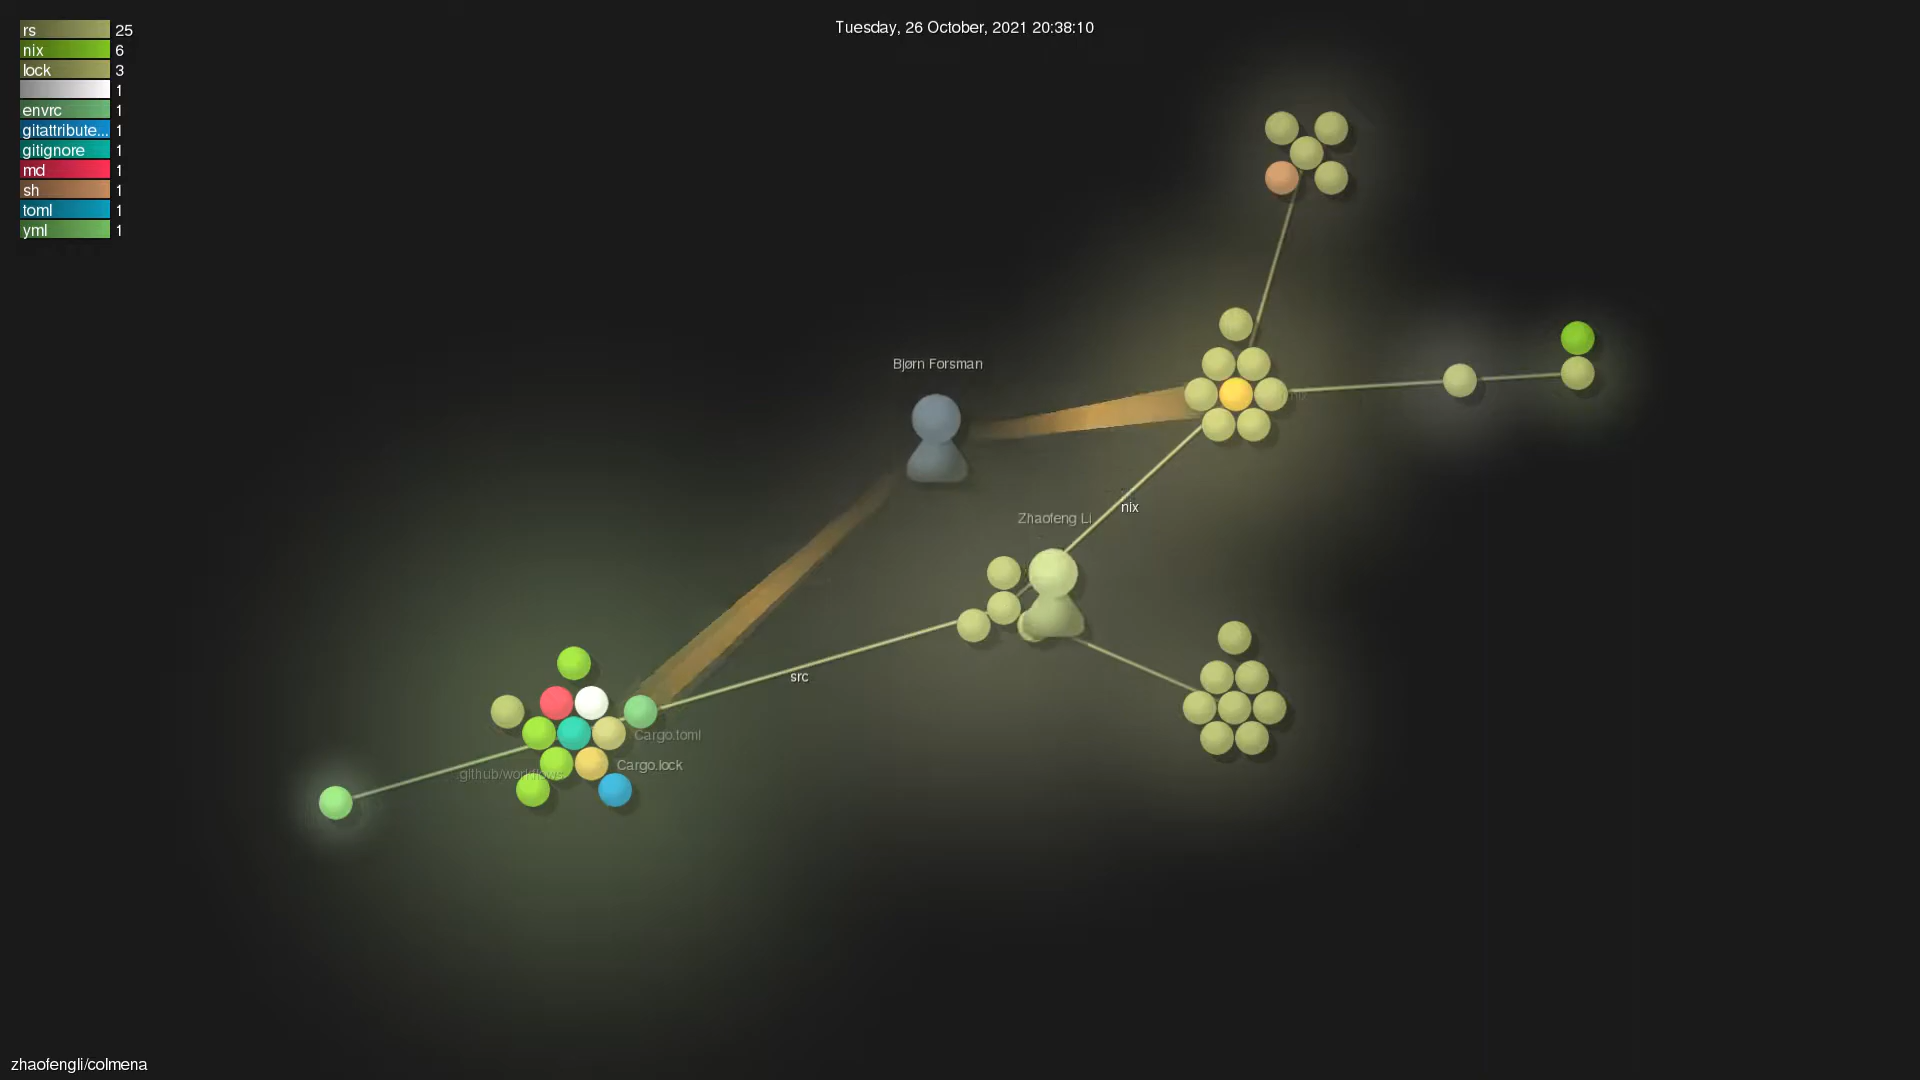 Tuesday, 26 October, 2021 20:38:10
rs 25
nix 6
lock 3
1
envrc 1
gitattribute... 1
gitignore 1
md 1
sh 1
toml 1
yml 1
Bjørn Forsman
nix
Zhaofeng Li
src
Cargo.toml
Cargo.lock
.github/workflows
zhaofengli/colmena